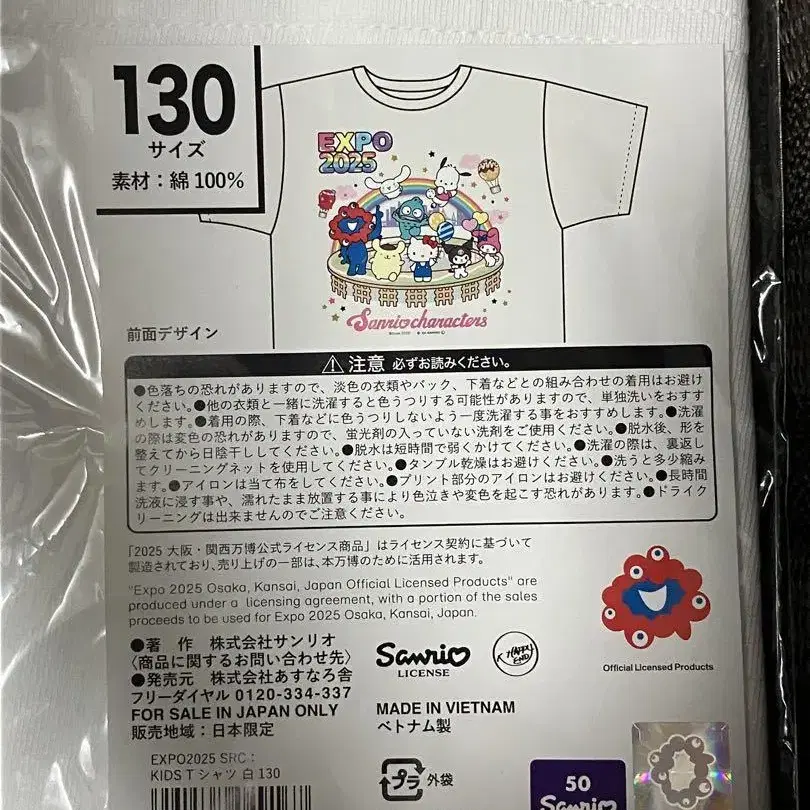 130
サイズ
素材：綿 100%
EXPO
2025
Sanrio characters
前面デザイン
注意 必ずお読みください。
●色落ちの恐れがありますので、淡色の衣類やバック、下着などとの組み合わせの着用はお避け
ください。●他の衣類と一緒に洗濯すると色うつりする可能性がありますので、単独洗いをおすす
めします。●着用の際、下着などに色うつりしないよう一度洗濯する事をおすすめします。●洗濯
の際は変色の恐れがありますので、蛍光剤の入っていない洗剤をご使用ください。●脱水後、形を
整えてから日陰干ししてください。●脱水は短時間で弱くかけてください。●洗濯の際は、裏返し
てクリーニングネットを使用してください。●タンブル乾燥はお避けください。●洗うと多少縮み
ます。●アイロンは当て布をしてください。●プリント部分のアイロンはお避けください。●長時間
洗液に浸す事や、濡れたまま放置する事により色泣きや変色を起こす恐れがあります。●ドライク
リーニングは出来ませんのでご注意ください。
「2025 大阪・関西万博公式ライセンス商品」はライセンス契約に基づいて
製造されており、売り上げの一部は、本万博のために活用されます。
"Expo 2025 Osaka, Kansai, Japan Official Licensed Products" are
produced under a licensing agreement, with a portion of the sales
proceeds to be used for Expo 2025 Osaka, Kansai, Japan.
●著 作 株式会社サンリオ
〈商品に関するお問い合わせ先〉
●発売元 株式会社あすなろ舎
フリーダイヤル 0120-334-337
FOR SALE IN JAPAN ONLY
販売地域：日本限定
Sanrio
LICENSE
HAPPY
END
MADE IN VIETNAM
ベトナム製
Official Licensed Products
EXPO2025 SRC：
KIDS T シャツ 白 130
プラ 外袋
50
Sanrio